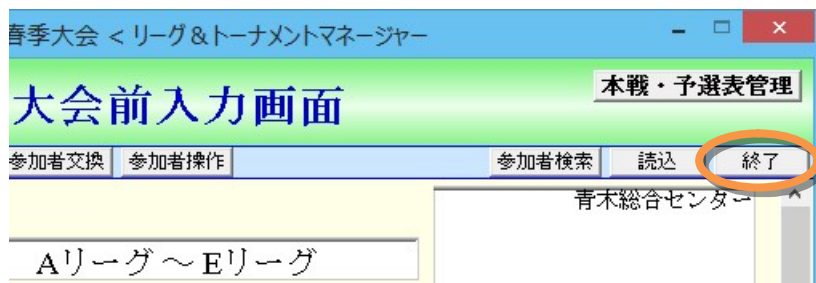 春季大会 < リーグ&トーナメントマネージャー
本戦・予選表管理
大会前入力画面
参加者交換 参加者操作 参加者検索 読込 終了
青木総合センター
Aリーグ～Eリーグ